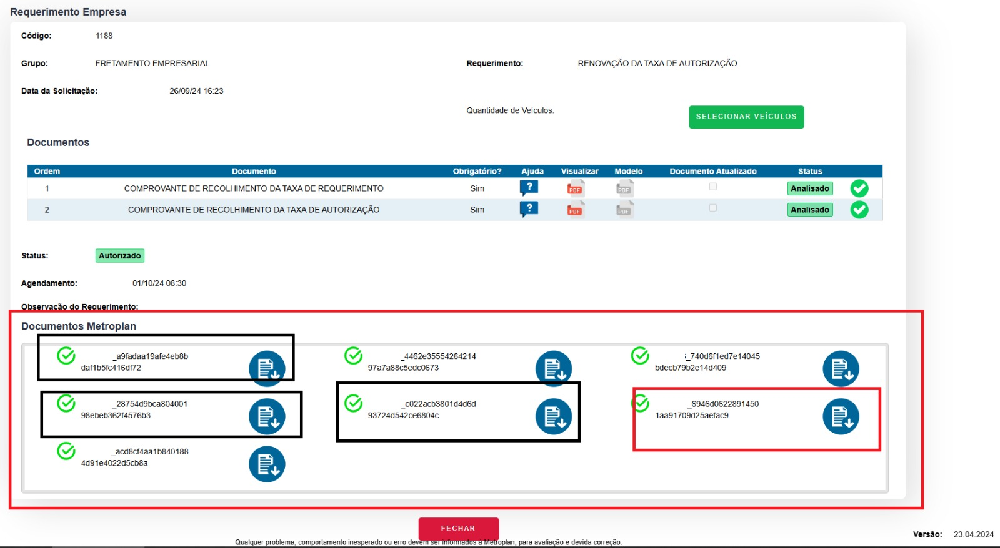 Requerimento Empresa
Código: 1188
Grupo: FRETAMENTO EMPRESARIAL Requerimento: RENOVAÇÃO DA TAXA DE AUTORIZAÇÃO
Data da Solicitação: 26/09/24 16:23
Quantidade de Veículos: SELECIONAR VEÍCULOS
Documentos
Ordem Documento Obrigatório? Ajuda Visualizar Modelo Documento Atualizado Status
1 COMPROVANTE DE RECOLHIMENTO DA TAXA DE REQUERIMENTO Sim ? PDF PDF Analisado
2 COMPROVANTE DE RECOLHIMENTO DA TAXA DE AUTORIZAÇÃO Sim ? PDF PDF Analisado
Status: Autorizado
Agendamento: 01/10/24 08:30
Observação do Requerimento:
Documentos Metroplan
_a9fadaa19afe4eb8b
daf1b5fc416df72
_4462e35554264214
97a7a88c5edc0673
_740d6f1ed7e14045
bdecb79b2e14d409
_28754d9bca804001
98ebeb362f4576b3
_c022acb3801d4d6d
93724d542ce6804c
_6946d0622891450
1aa91709d25aefac9
_acd8cf4aa1b840188
4d91e4022d5cb8a
FECHAR
Qualquer problema, comportamento inesperado ou erro devem ser informados à Metroplan, para avaliação e devida correção.
Versão: 23.04.2024